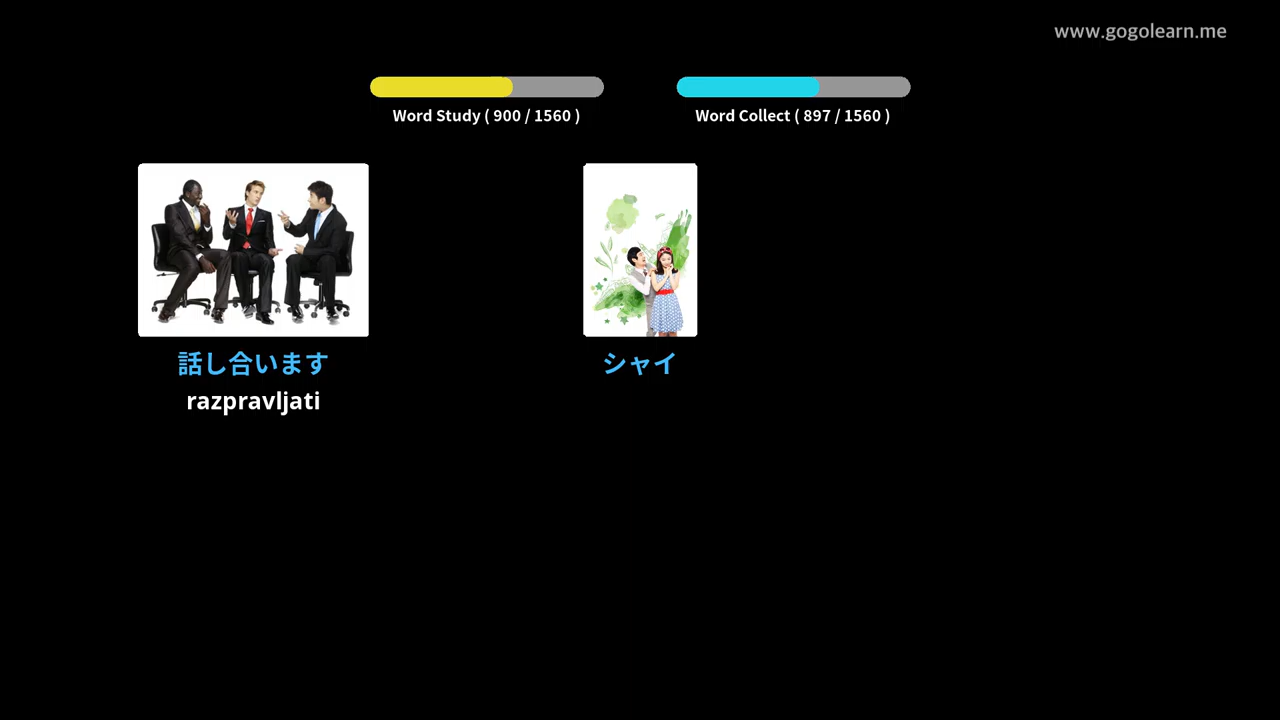 www.gogolearn.me
Word Study ( 900 / 1560 )
Word Collect ( 897 / 1560 )
話し合います
razpravljati
シャイ